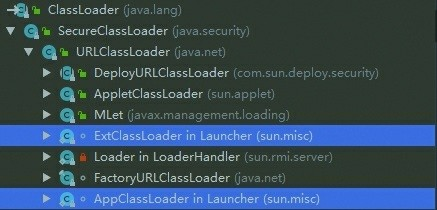 ClassLoader (java.lang)
SecureClassLoader (java.security)
URLClassLoader (java.net)
DeployURLClassLoader (com.sun.deploy.security)
AppletClassLoader (sun.applet)
MLet (javax.management.loading)
ExtClassLoader in Launcher (sun.misc)
Loader in LoaderHandler (sun.rmi.server)
FactoryURLClassLoader (java.net)
AppClassLoader in Launcher (sun.misc)